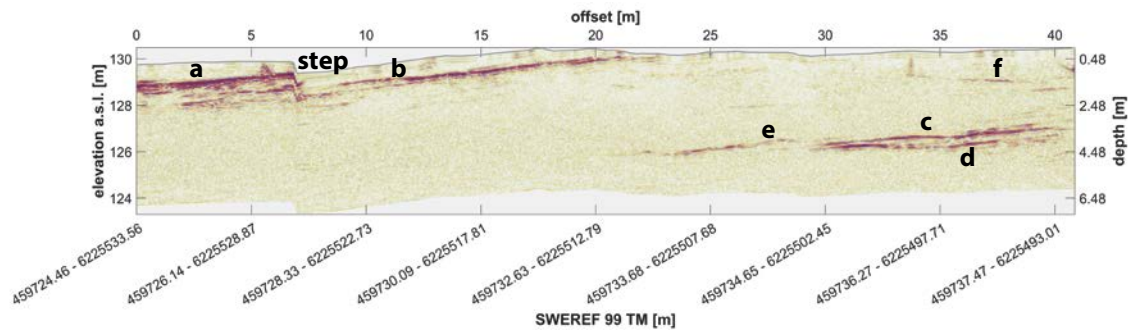 offset [m]
0 5 10 15 20 25 30 35 40
130 128 126 124
elevation a.s.l. [m]
0.48 2.48 4.48 6.48
depth [m]
a step b f
c
e
d
459724.46 - 6225533.56
459726.14 - 6225528.87
459728.33 - 6225522.73
459730.09 - 6225517.81
459732.63 - 6225512.79
459733.68 - 6225507.68
459734.65 - 6225502.45
459736.27 - 6225497.71
459737.47 - 6225493.01
SWEREF 99 TM [m]